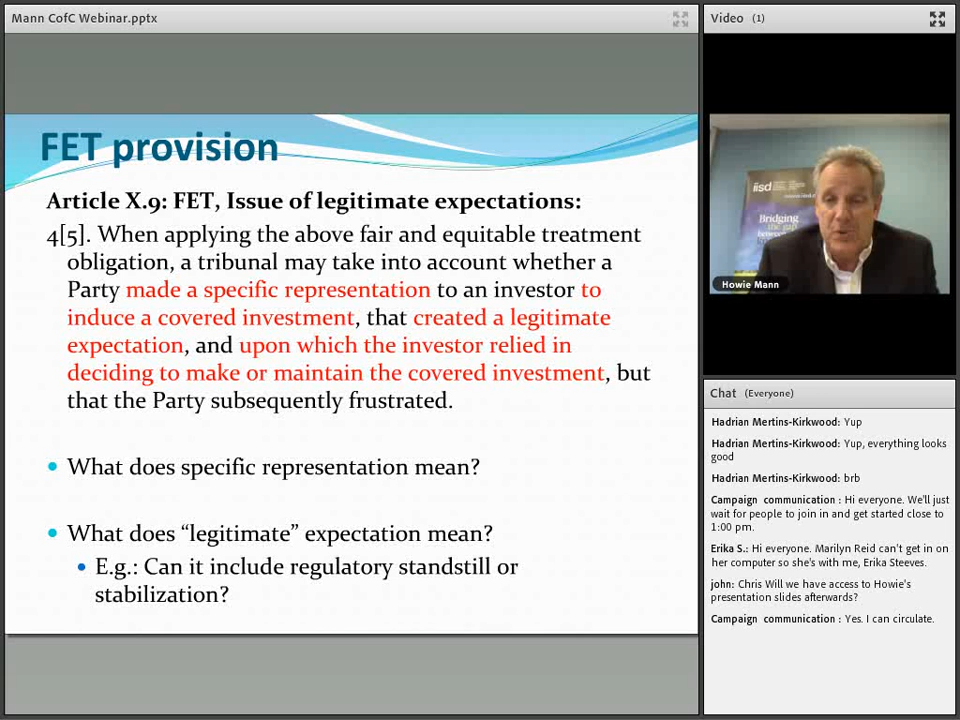 Mann CofC Webinar.pptx
FET provision
Article X.9: FET, Issue of legitimate expectations:
4[5]. When applying the above fair and equitable treatment
obligation, a tribunal may take into account whether a
Party made a specific representation to an investor to
induce a covered investment, that created a legitimate
expectation, and upon which the investor relied in
deciding to make or maintain the covered investment, but
that the Party subsequently frustrated.
• What does specific representation mean?
• What does “legitimate” expectation mean?
• E.g.: Can it include regulatory standstill or
stabilization?
Video (1)
iisd
Bridging
the gap
Howie Mann
Chat (Everyone)
Hadrian Mertins-Kirkwood: Yup
Hadrian Mertins-Kirkwood: Yup, everything looks
good
Hadrian Mertins-Kirkwood: brb
Campaign communication : Hi everyone. We'll just
wait for people to join in and get started close to
1:00 pm.
Erika S.: Hi everyone. Marilyn Reid can't get in on
her computer so she's with me, Erika Steeves.
john: Chris Will we have access to Howie's
presentation slides afterwards?
Campaign communication : Yes. I can circulate.